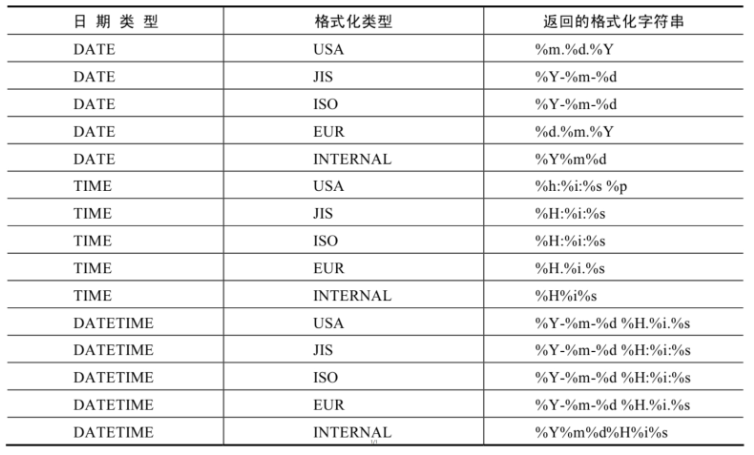 日 期 类 型 格式化类型 返回的格式化字符串
DATE USA %m.%d.%Y
DATE JIS %Y-%m-%d
DATE ISO %Y-%m-%d
DATE EUR %d.%m.%Y
DATE INTERNAL %Y%m%d
TIME USA %h:%i:%s %p
TIME JIS %H:%i:%s
TIME ISO %H:%i:%s
TIME EUR %H.%i.%s
TIME INTERNAL %H%i%s
DATETIME USA %Y-%m-%d %H.%i.%s
DATETIME JIS %Y-%m-%d %H:%i:%s
DATETIME ISO %Y-%m-%d %H:%i:%s
DATETIME EUR %Y-%m-%d %H.%i.%s
DATETIME INTERNAL %Y%m%d%H%i%s